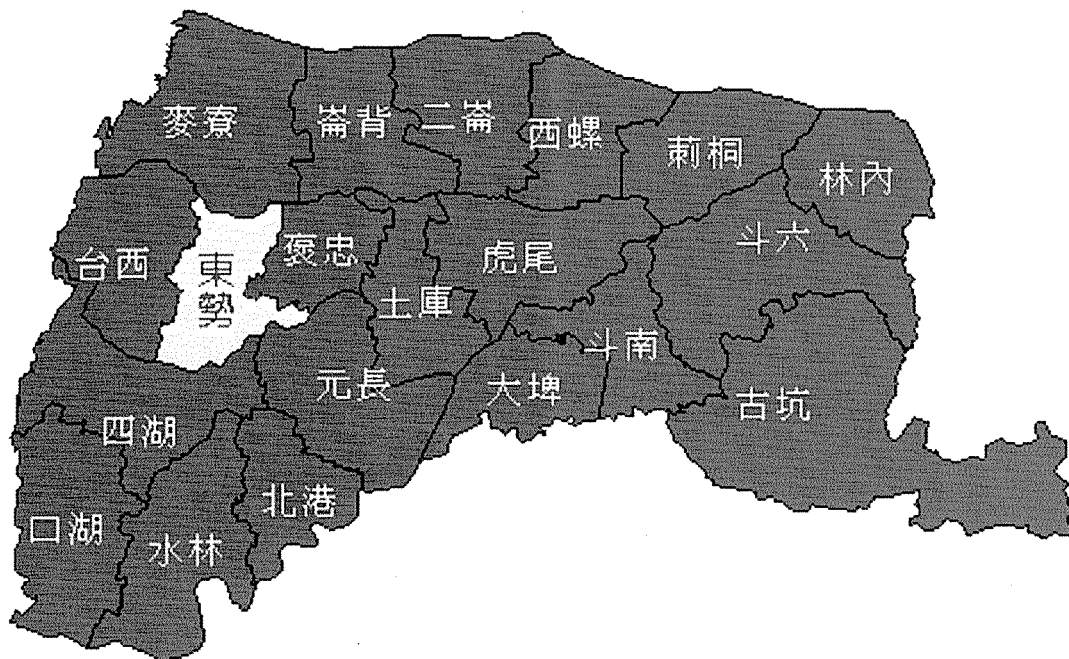 麥寮
崙背
二崙
西螺
莿桐
林內
台西
東勢
褒忠
土庫
虎尾
斗六
斗南
元長
大埤
古坑
四湖
北港
口湖
水林